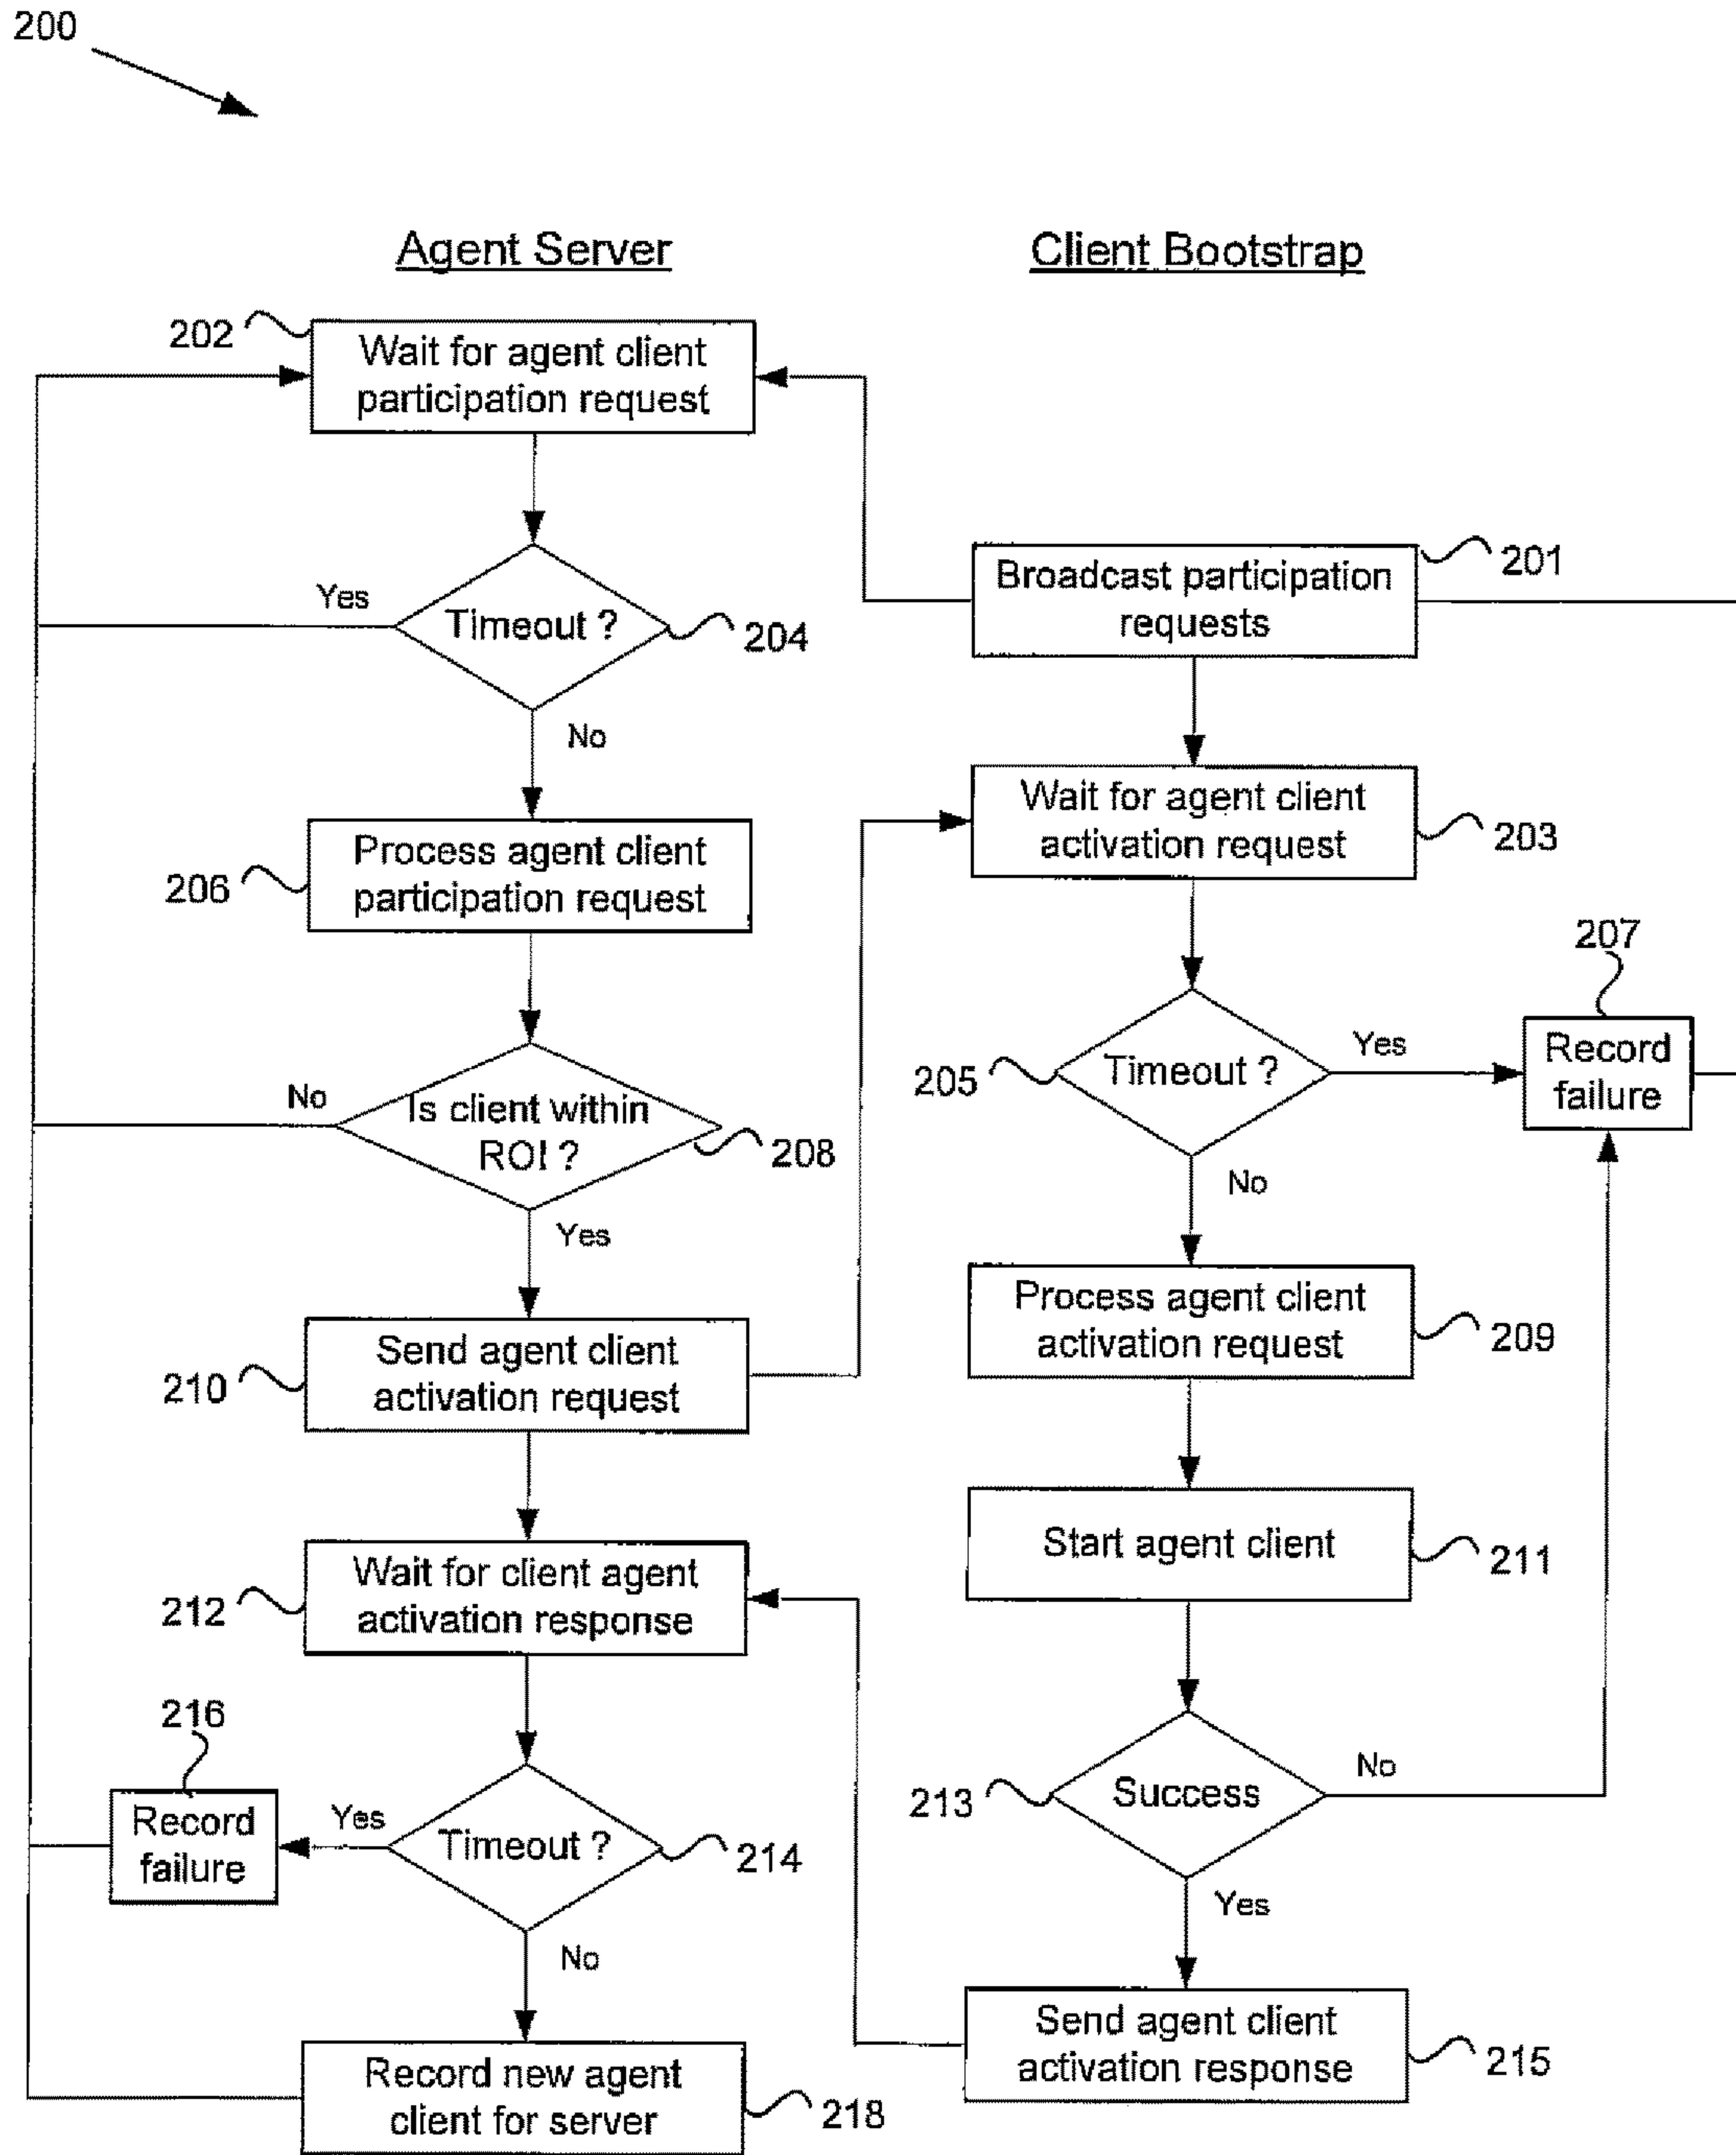 200
Agent Server
Client Bootstrap
202
Wait for agent client
participation request
201
Broadcast participation
requests
Yes
Timeout ?
204
No
Wait for agent client
activation request
203
Process agent client
participation request
206
207
Record
failure
Yes
Timeout ?
205
No
No
Is client within
ROI ?
208
Yes
Process agent client
activation request
209
Send agent client
activation request
210
Start agent client
211
Wait for client agent
activation response
212
216
Record
failure
Yes
Timeout ?
214
No
Success
213
No
Yes
Send agent client
activation response
215
Record new agent
client for server
218